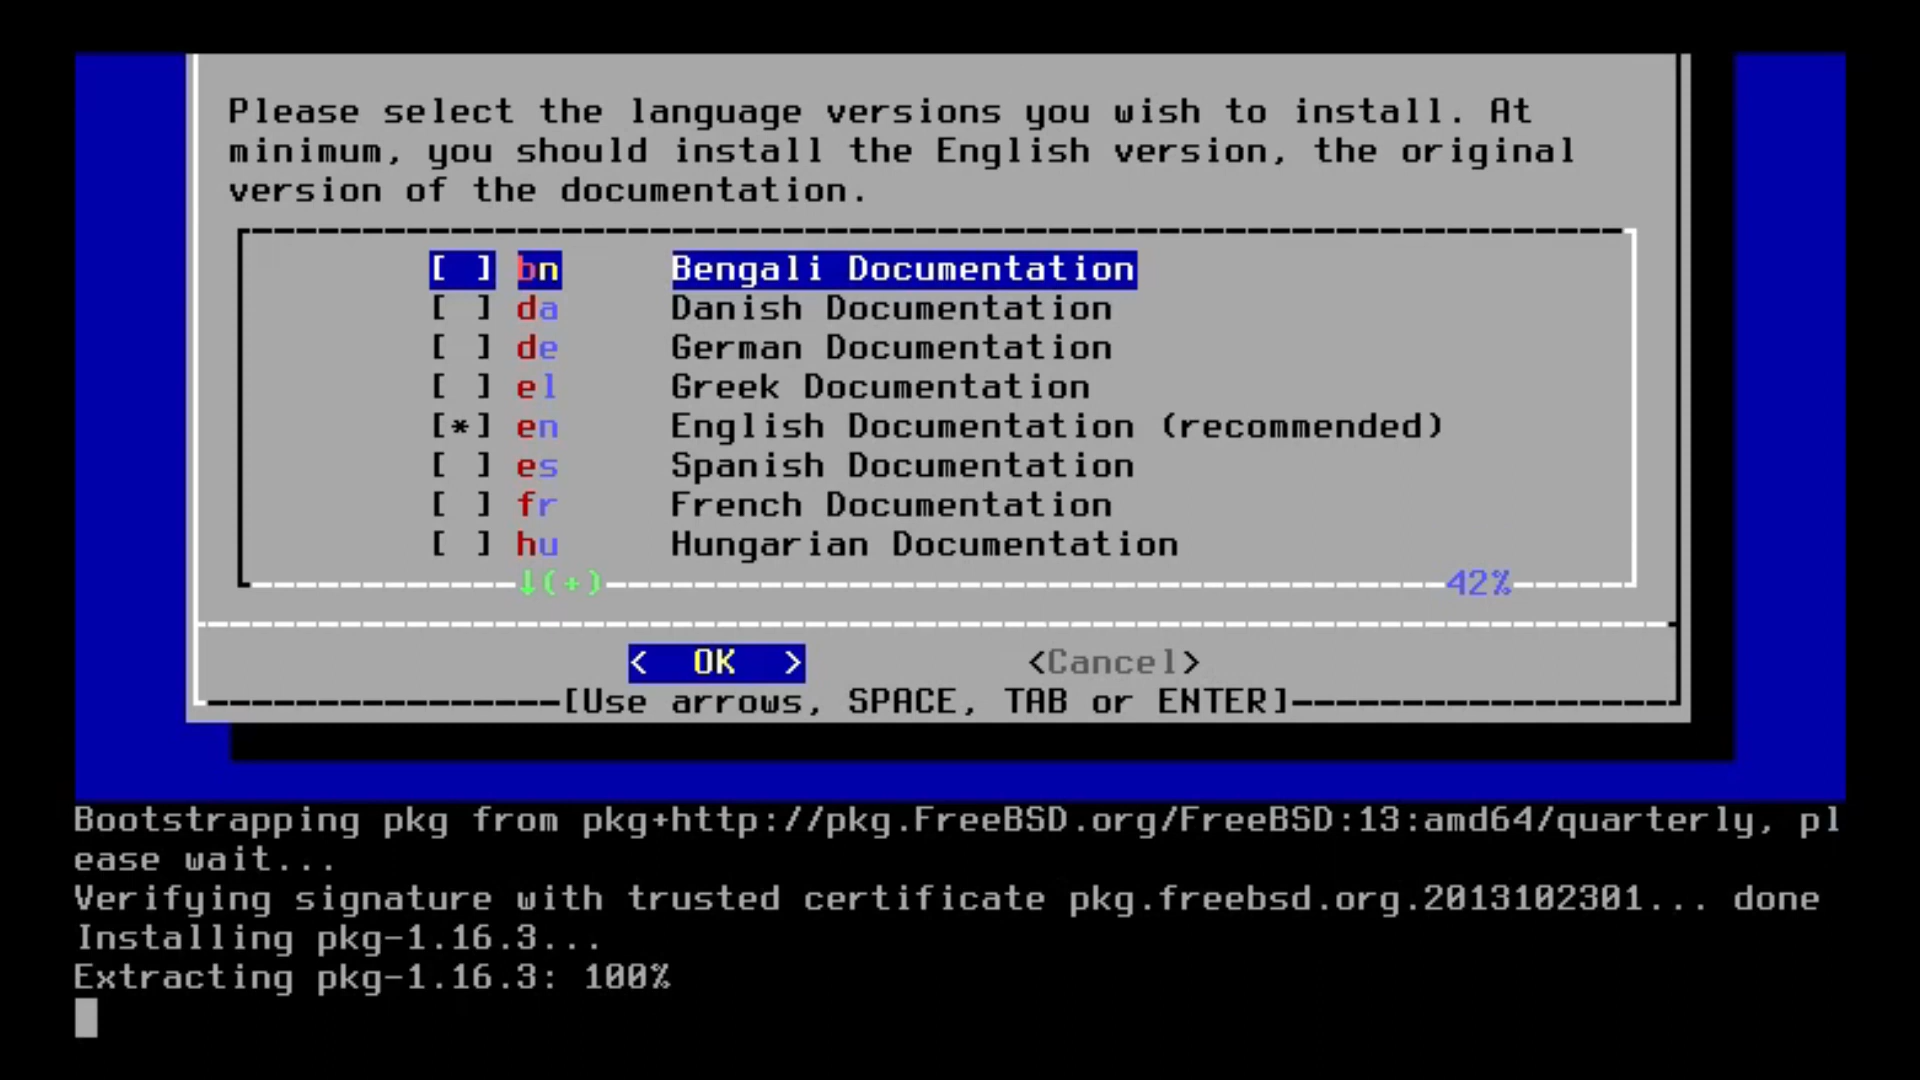 Please select the language versions you wish to install. At
minimum, you should install the English version, the original
version of the documentation.
[ ] bn Bengali Documentation
[ ] da Danish Documentation
[ ] de German Documentation
[ ] el Greek Documentation
[*] en English Documentation (recommended)
[ ] es Spanish Documentation
[ ] fr French Documentation
[ ] hu Hungarian Documentation
↓(+) 42%
< OK > <Cancel>
[Use arrows, SPACE, TAB or ENTER]
Bootstrapping pkg from pkg+http://pkg.FreeBSD.org/FreeBSD:13:amd64/quarterly, pl
ease wait...
Verifying signature with trusted certificate pkg.freebsd.org.2013102301... done
Installing pkg-1.16.3...
Extracting pkg-1.16.3: 100%